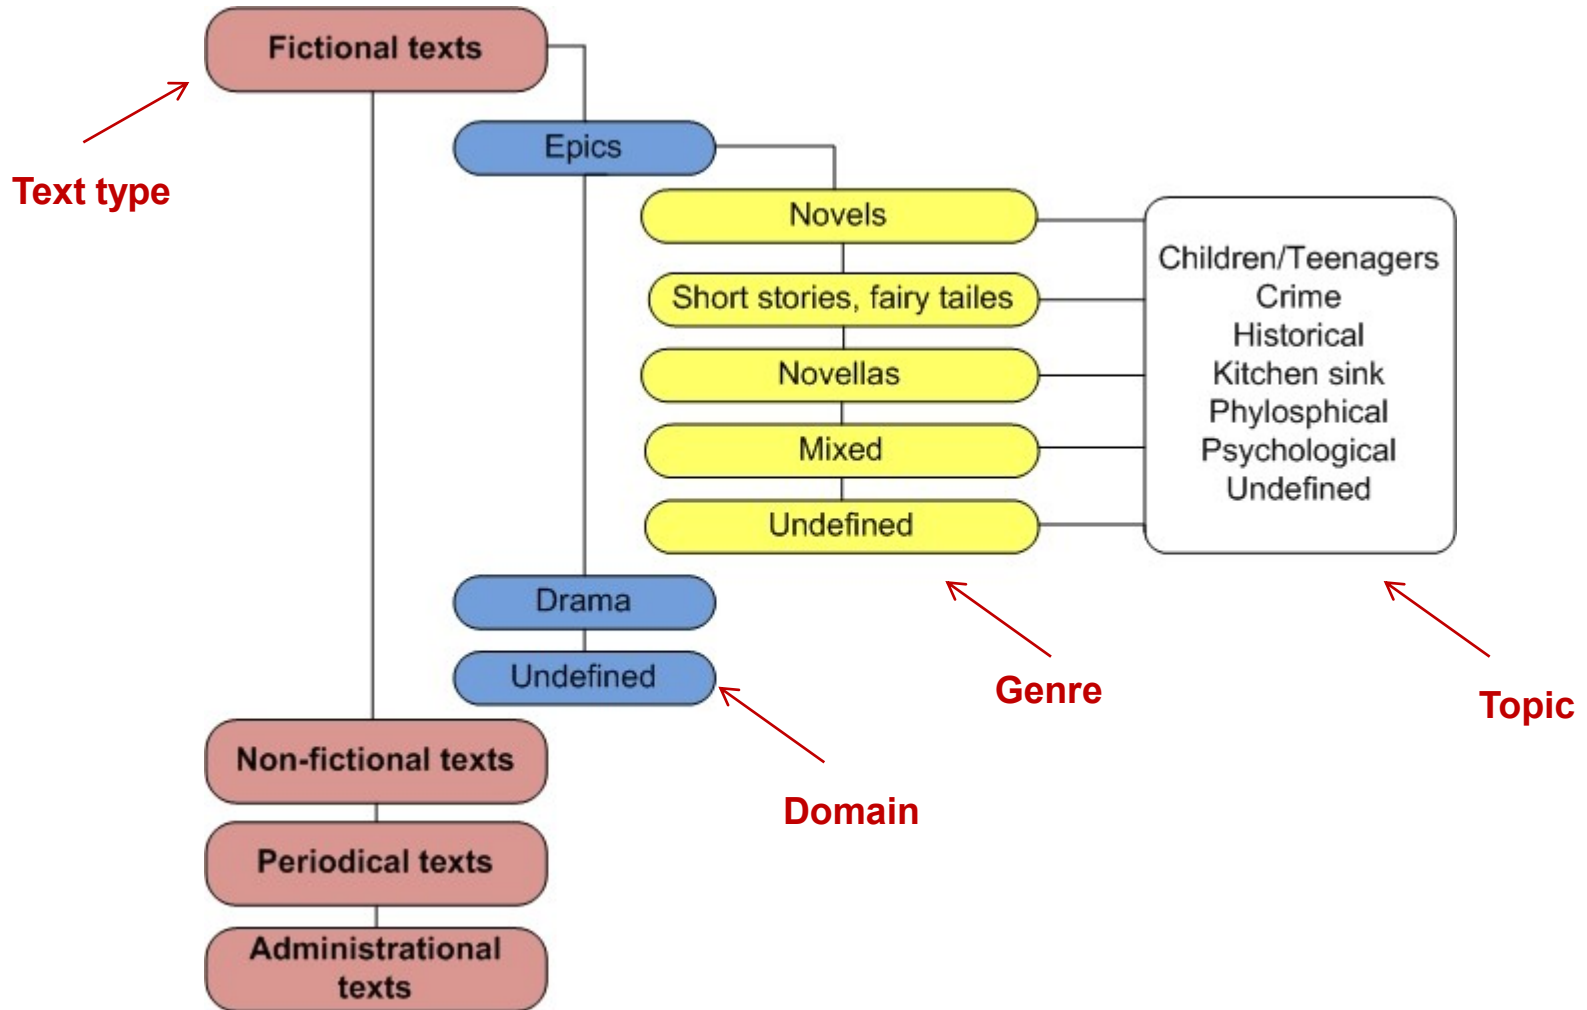 Fictional texts
Text type
Epics
Novels
Short stories, fairy tailes
Novellas
Mixed
Undefined
Children/Teenagers
Crime
Historical
Kitchen sink
Phylosphical
Psychological
Undefined
Drama
Undefined
Genre
Topic
Domain
Non-fictional texts
Periodical texts
Administrational
texts